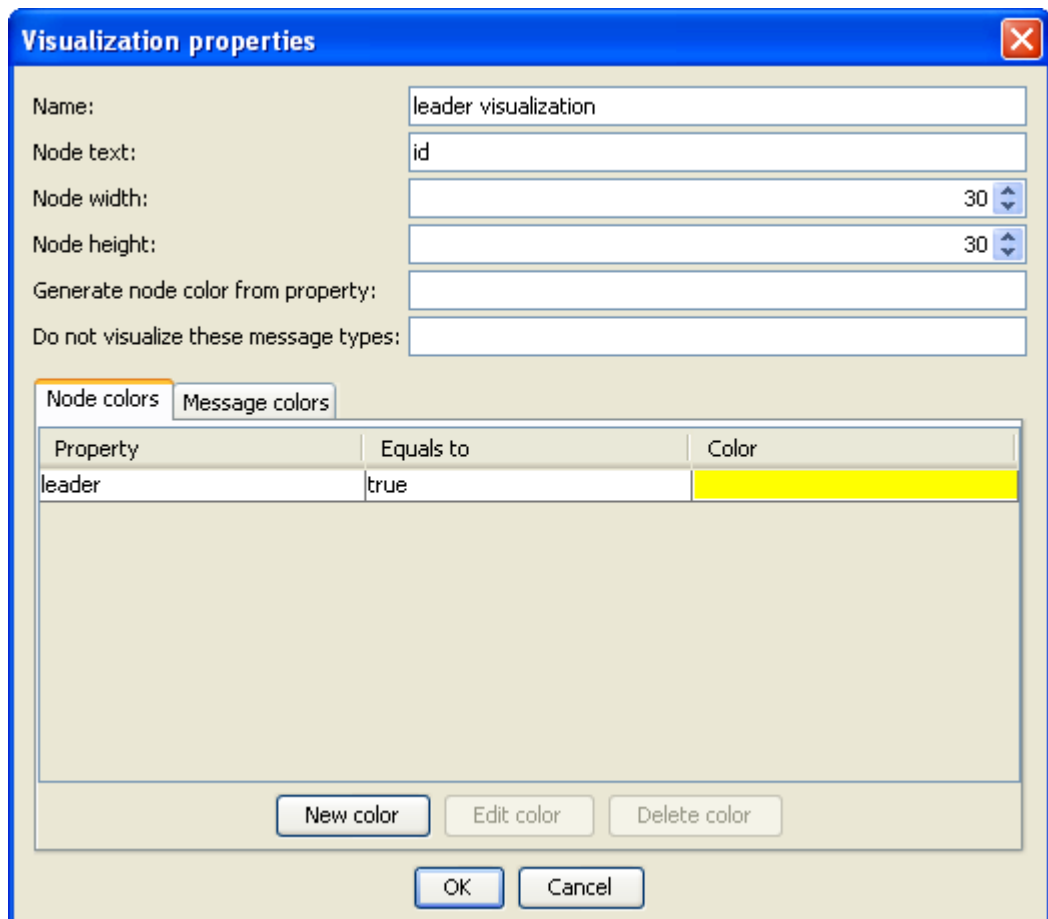 Visualization properties
Name: leader visualization
Node text: id
Node width: 30
Node height: 30
Generate node color from property:
Do not visualize these message types:
Node colors Message colors
Property Equals to Color
leader true
New color Edit color Delete color
OK Cancel